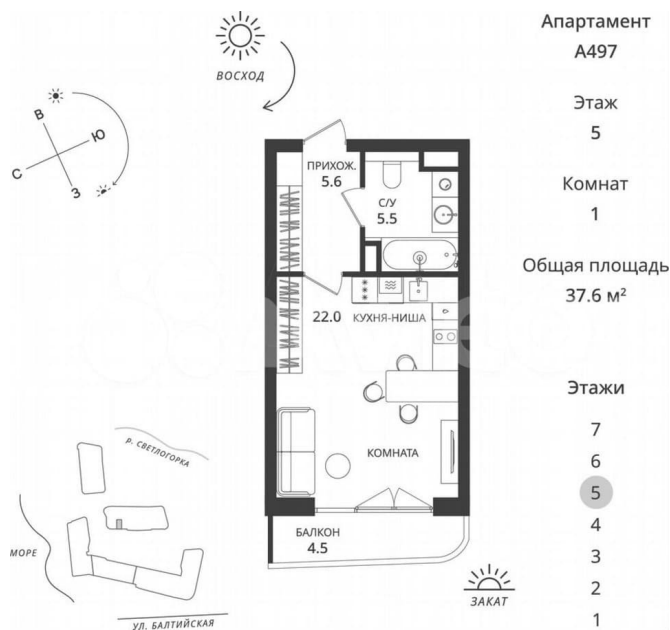 Апартамент
А497
Этаж
5
Комнат
1
Общая площадь
37.6 м²
Этажи
7
6
5
4
3
2
1
ВОСХОД
В
Ю
С
З
ПРИХОЖ.
5.6
С/У
5.5
22.0
КУХНЯ-НИША
КОМНАТА
БАЛКОН
4.5
ЗАКАТ
р. СВЕТЛОГОРКА
МОРЕ
УЛ. БАЛТИЙСКАЯ